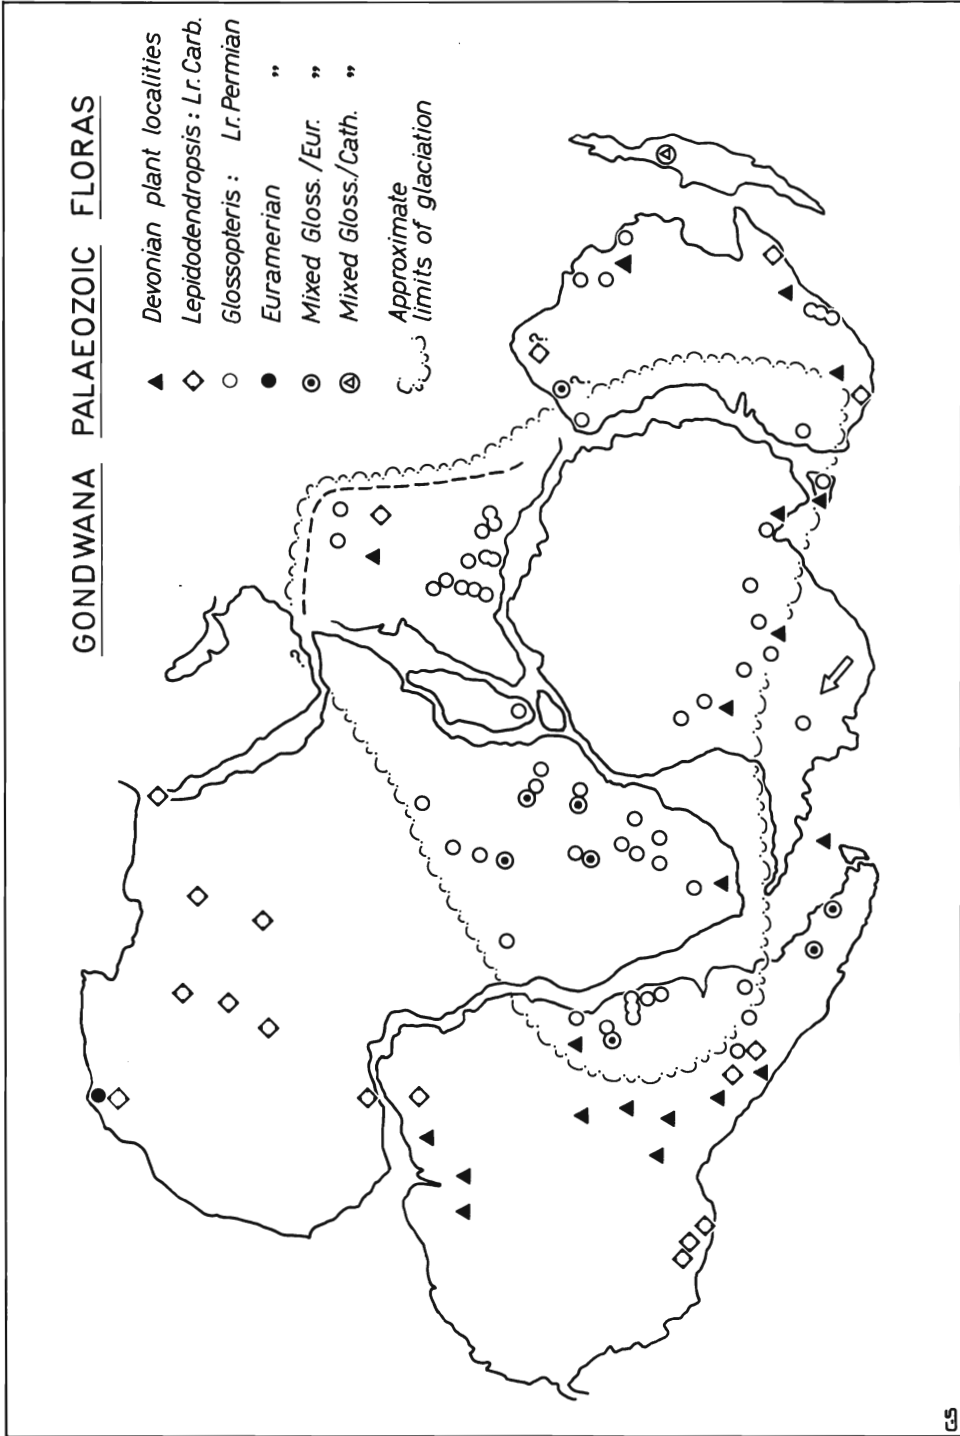 GONDWANA PALAEOZOIC FLORAS
Devonian plant localities
Lepidodendropsis : Lr. Carb.
Glossopteris : Lr. Permian
Euramerian "
Mixed Gloss./Eur. "
Mixed Gloss./Cath. "
Approximate
limits of glaciation
?
?
?
G.S